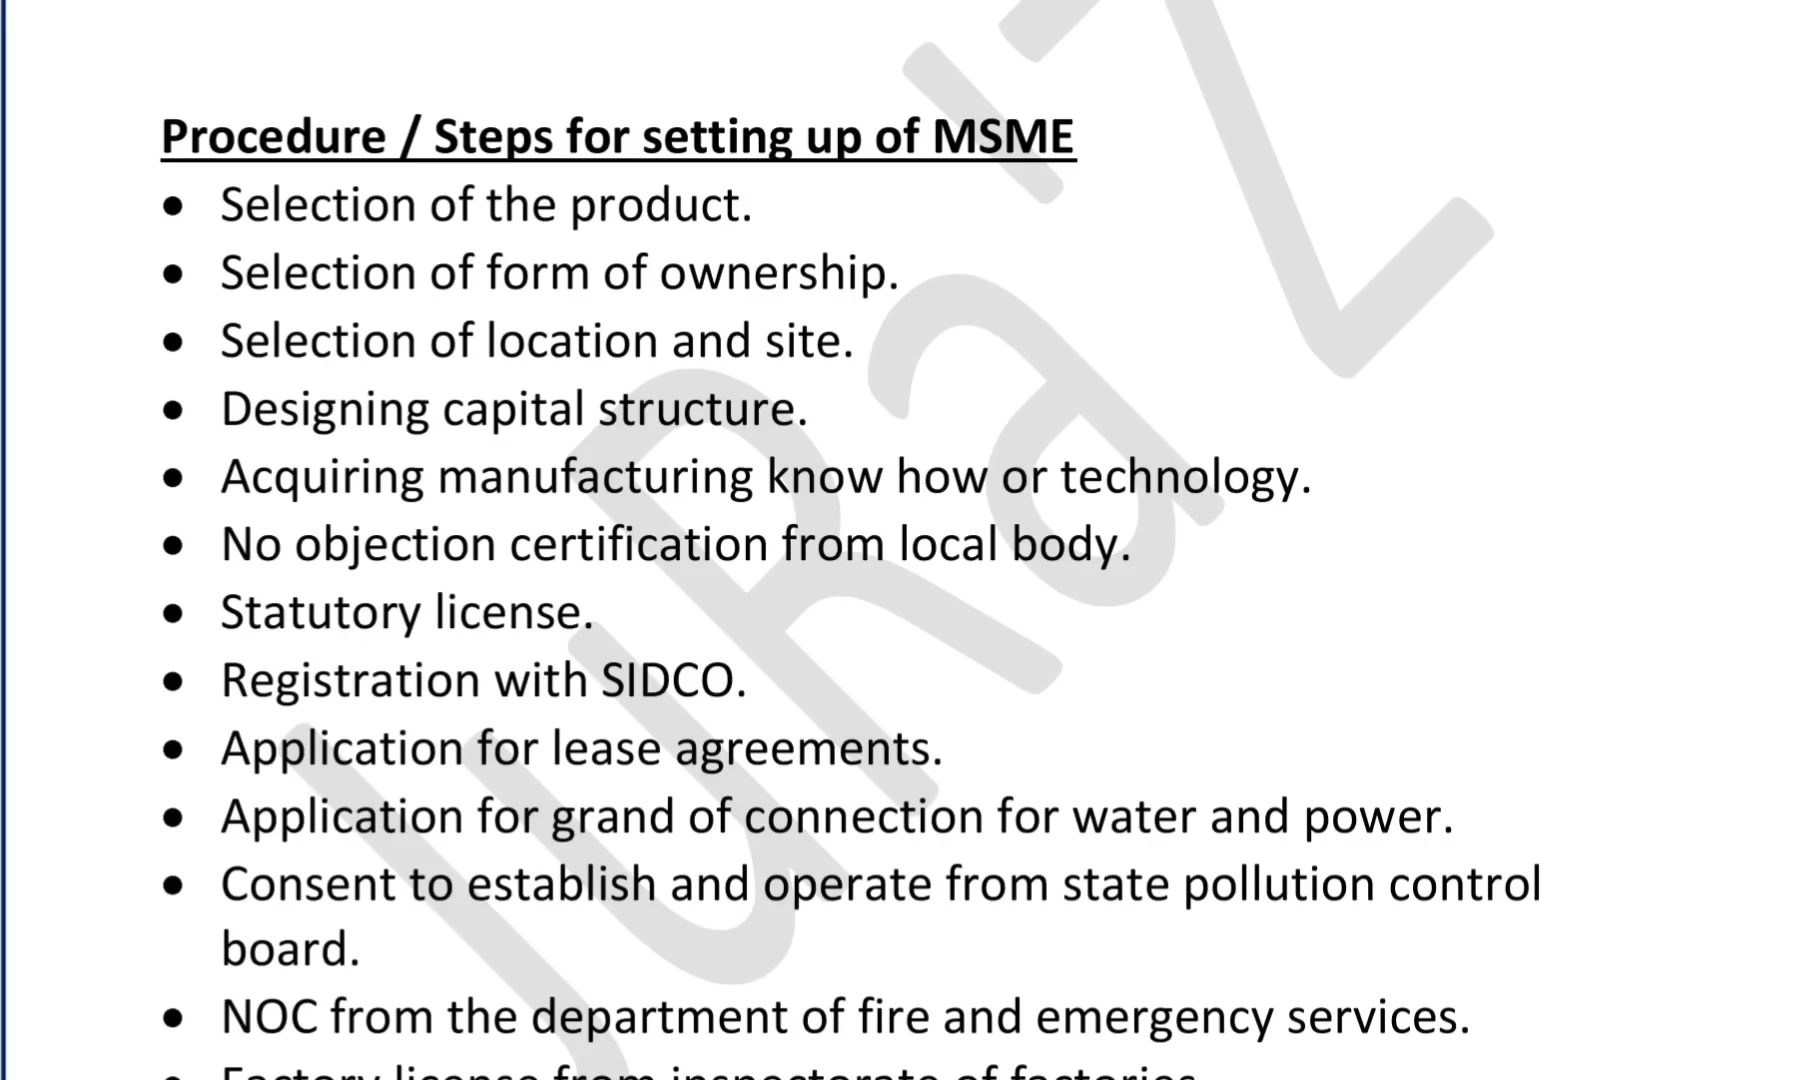 Procedure / Steps for setting up of MSME
• Selection of the product.
• Selection of form of ownership.
• Selection of location and site.
• Designing capital structure.
• Acquiring manufacturing know how or technology.
• No objection certification from local body.
• Statutory license.
• Registration with SIDCO.
• Application for lease agreements.
• Application for grand of connection for water and power.
• Consent to establish and operate from state pollution control
board.
• NOC from the department of fire and emergency services.
• Factory license from inspectorate of factories.
JuRa'Z